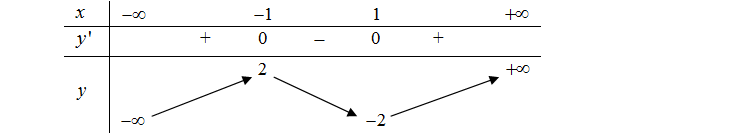 x −∞ −1 1 +∞
y' + 0 − 0 +
2 +∞
y
−∞ −2